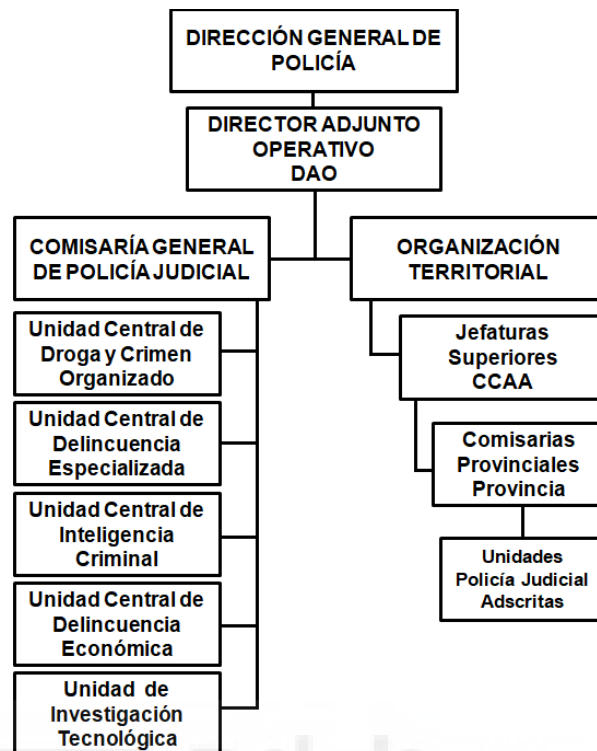 DIRECCIÓN GENERAL DE
POLICÍA
DIRECTOR ADJUNTO
OPERATIVO
DAO
COMISARÍA GENERAL
DE POLICÍA JUDICIAL
Unidad Central de
Droga y Crimen
Organizado
Unidad Central de
Delincuencia
Especializada
Unidad Central de
Inteligencia
Criminal
Unidad Central de
Delincuencia
Económica
Unidad de
Investigación
Tecnológica
ORGANIZACIÓN
TERRITORIAL
Jefaturas
Superiores
CCAA
Comisarias
Provinciales
Provincia
Unidades
Policía Judicial
Adscritas